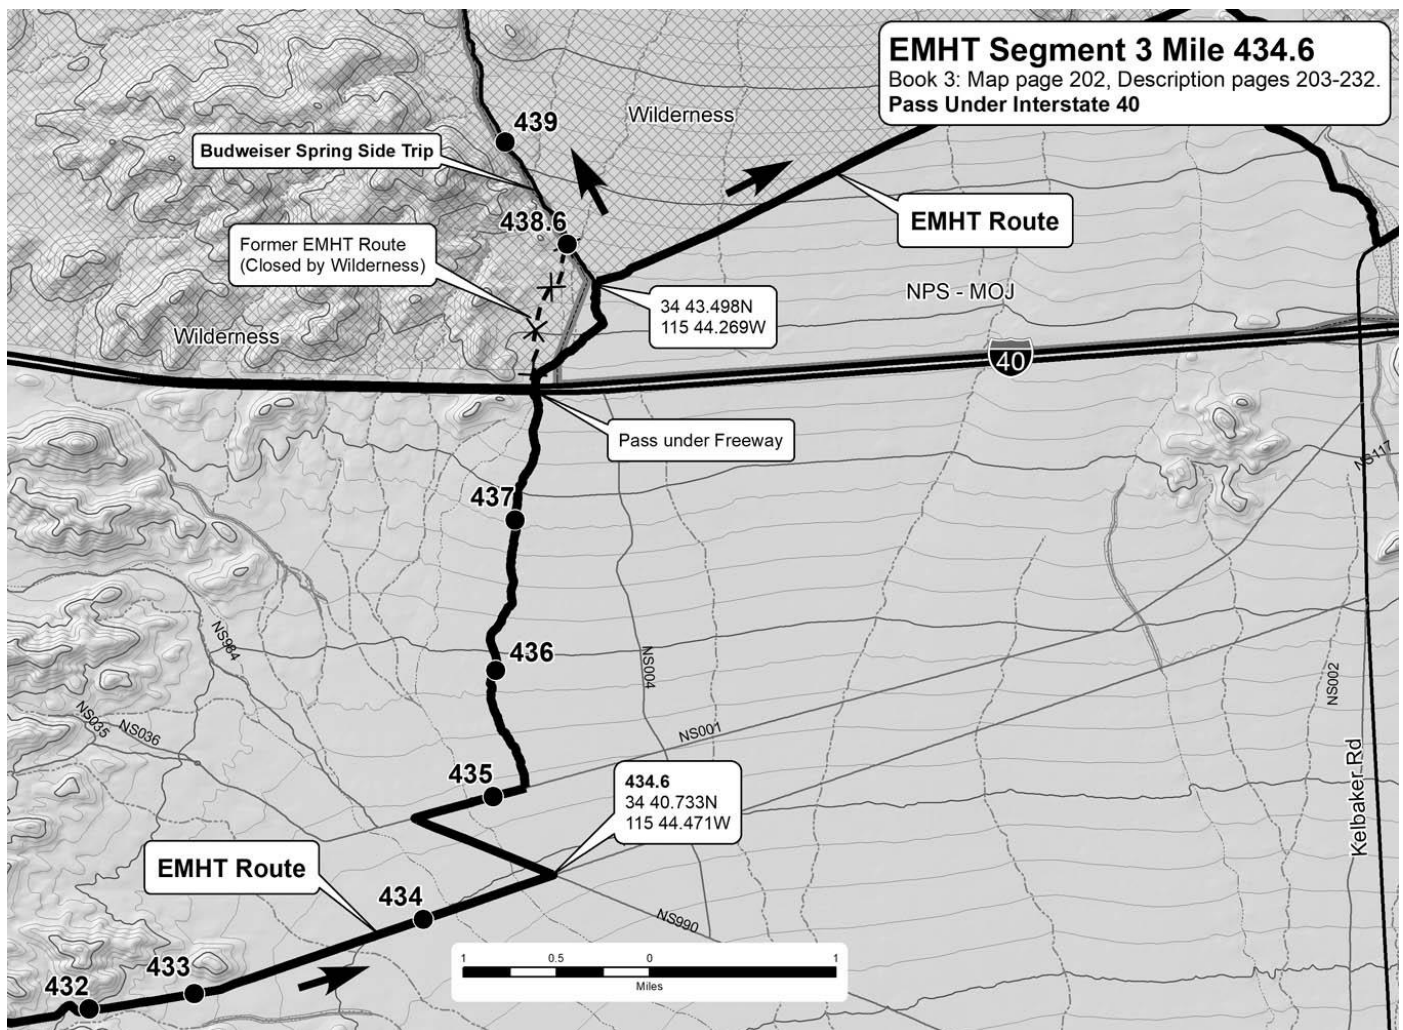 EMHT Segment 3 Mile 434.6
Book 3: Map page 202, Description pages 203-232.
Pass Under Interstate 40
Wilderness
439
Budweiser Spring Side Trip
438.6
EMHT Route
Former EMHT Route
(Closed by Wilderness)
34 43.498N
115 44.269W
NPS - MOJ
Wilderness
40
Pass under Freeway
NS117
437
NS984
436
NS004
NS002
NS035
NS036
NS001
Kelbaker Rd
435
434.6
34 40.733N
115 44.471W
EMHT Route
434
NS990
433
432
1 0.5 0 1
Miles